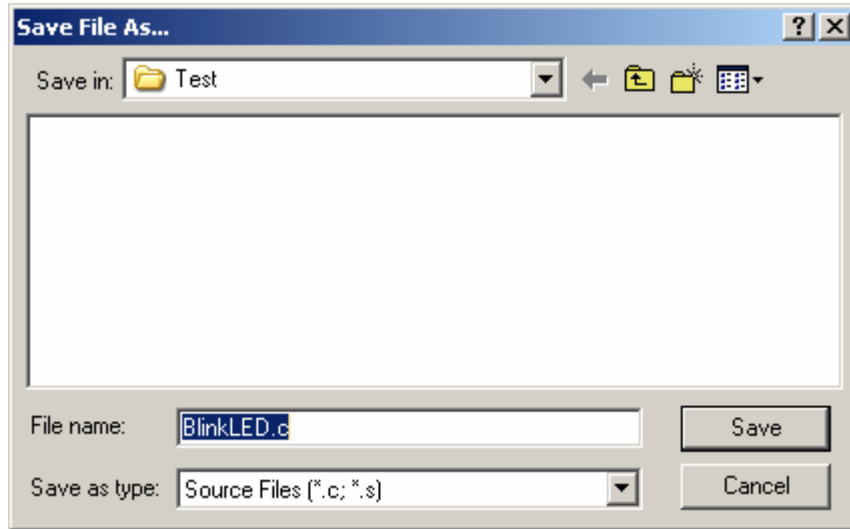 Save File As...
Save in: Test
File name: BlinkLED.c Save
Save as type: Source Files (*.c; *.s) Cancel